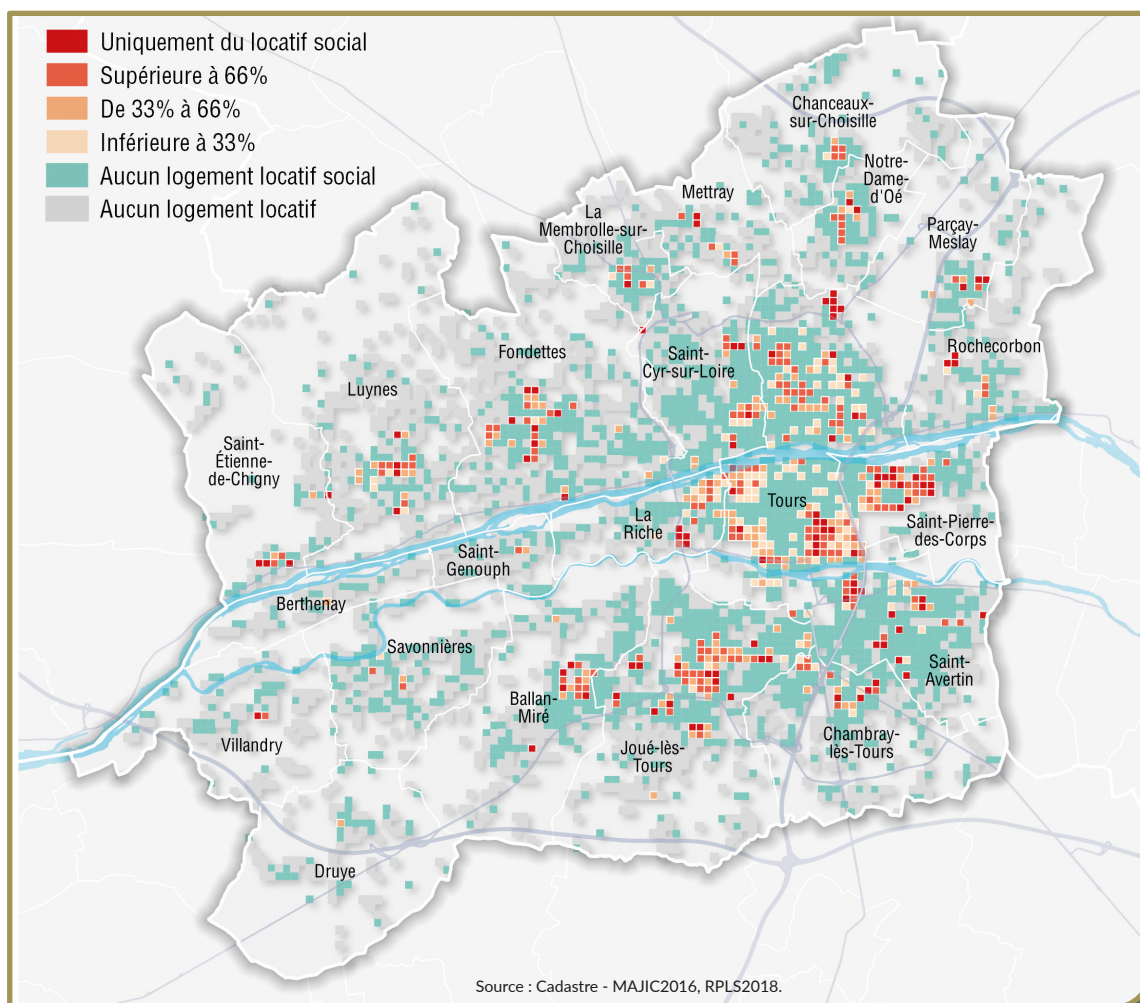 Uniquement du locatif social
Supérieure à 66%
De 33% à 66%
Inférieure à 33%
Aucun logement locatif social
Aucun logement locatif
Chanceaux-
sur-Choisille
Notre-
Dame-
d'Oé
Mettray
La
Membrolle-sur-
Choisille
Parçay-
Meslay
Rochecorbon
Fondettes
Saint-
Cyr-sur-Loire
Luynes
Saint-
Étienne-
de-Chigny
Tours
La
Riche
Saint-Pierre-
des-Corps
Saint-
Genouph
Berthenay
Savonnières
Saint-
Avertin
Ballan-
Miré
Villandry
Joué-lès-
Tours
Chambray-
lès-Tours
Druye
Source : Cadastre - MAJIC2016, RPLS2018.